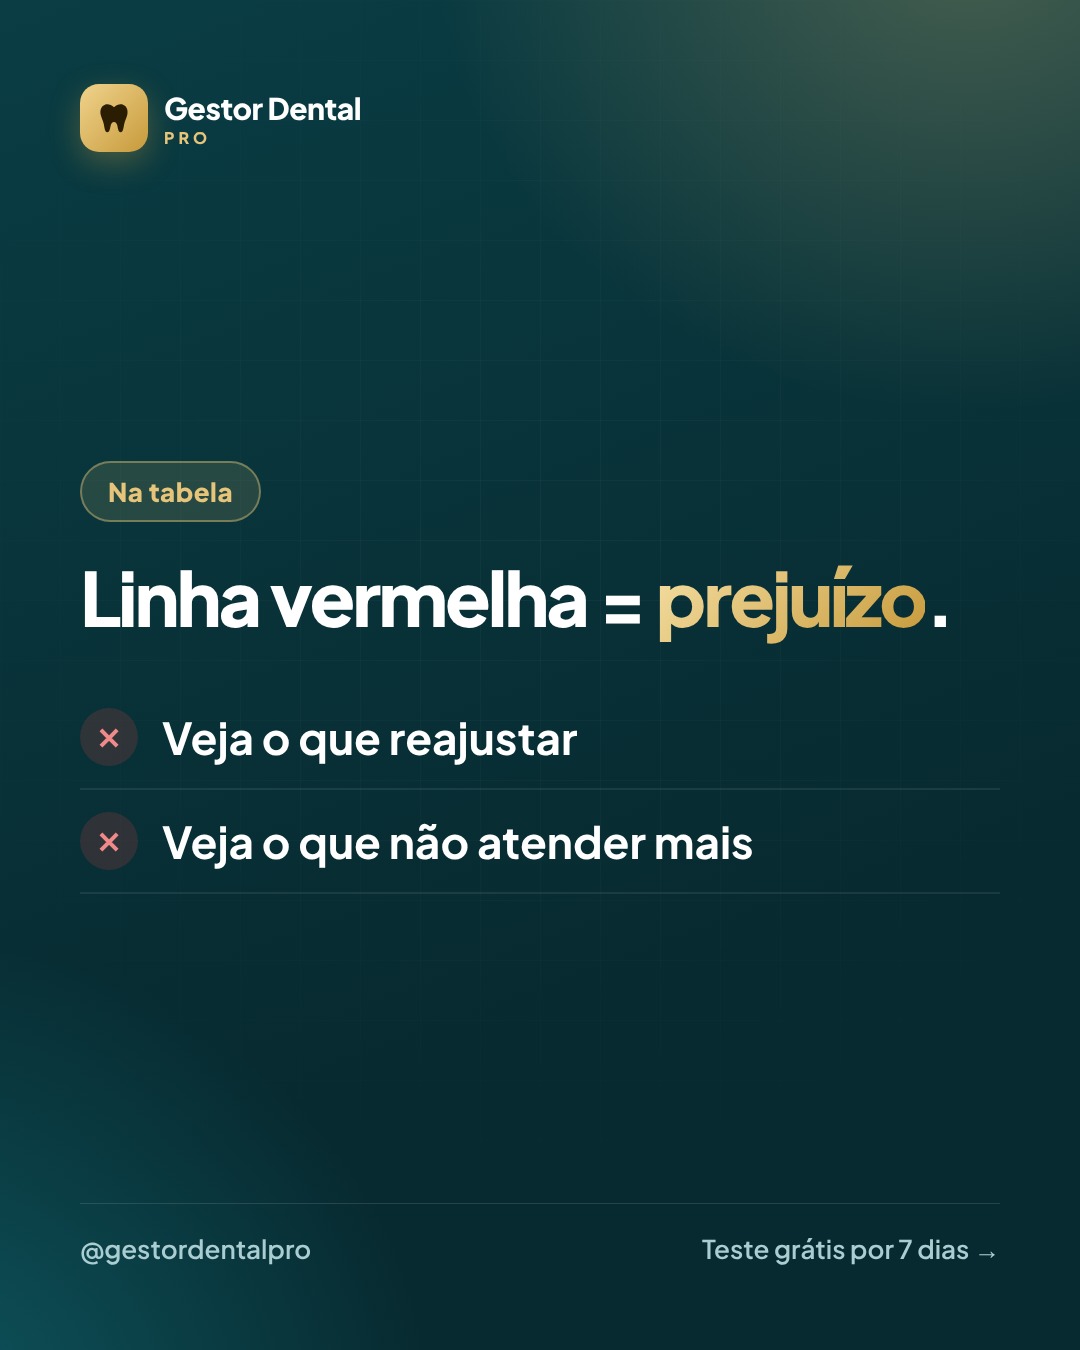 Gestor Dental
PRO
Na tabela
Linha vermelha = prejuízo.
Veja o que reajustar
Veja o que não atender mais
@gestordentalpro
Teste grátis por 7 dias →